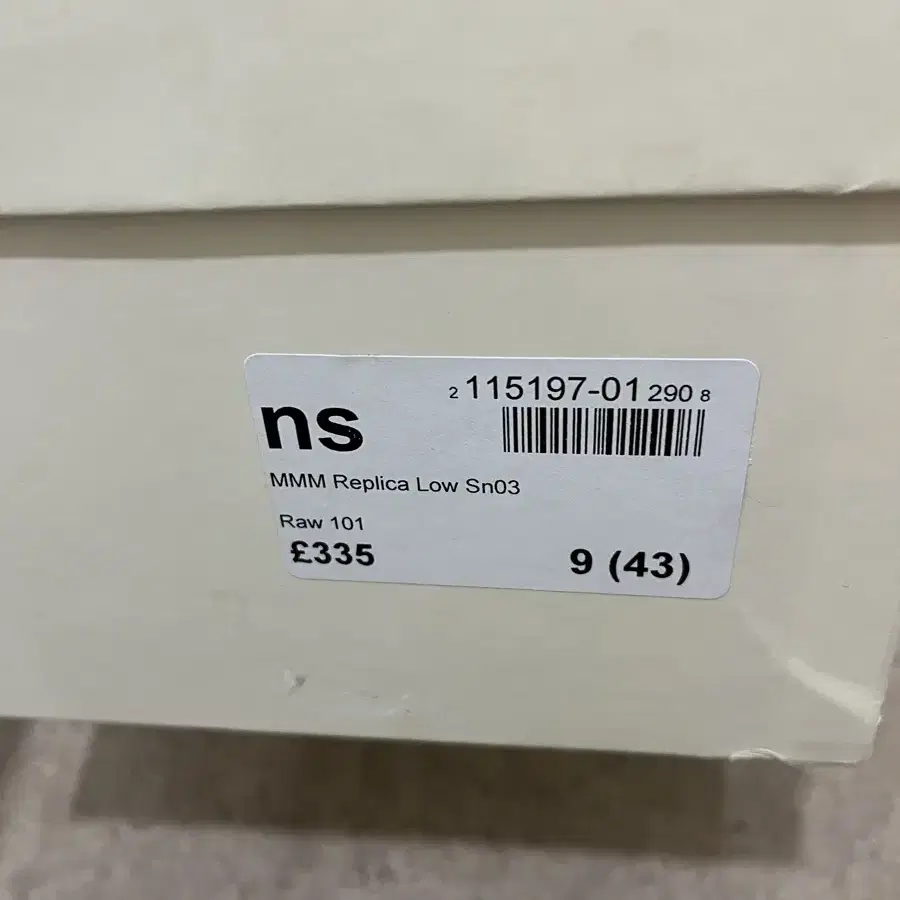 ns
2 115197-01 290 8
MMM Replica Low Sn03
Raw 101
£335
9 (43)